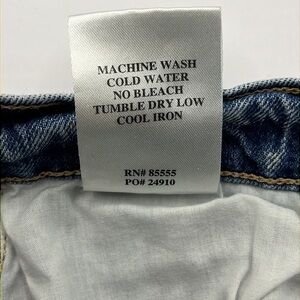 MACHINE WASH
COLD WATER
NO BLEACH
TUMBLE DRY LOW
COOL IRON
RN# 85555
PO# 24910